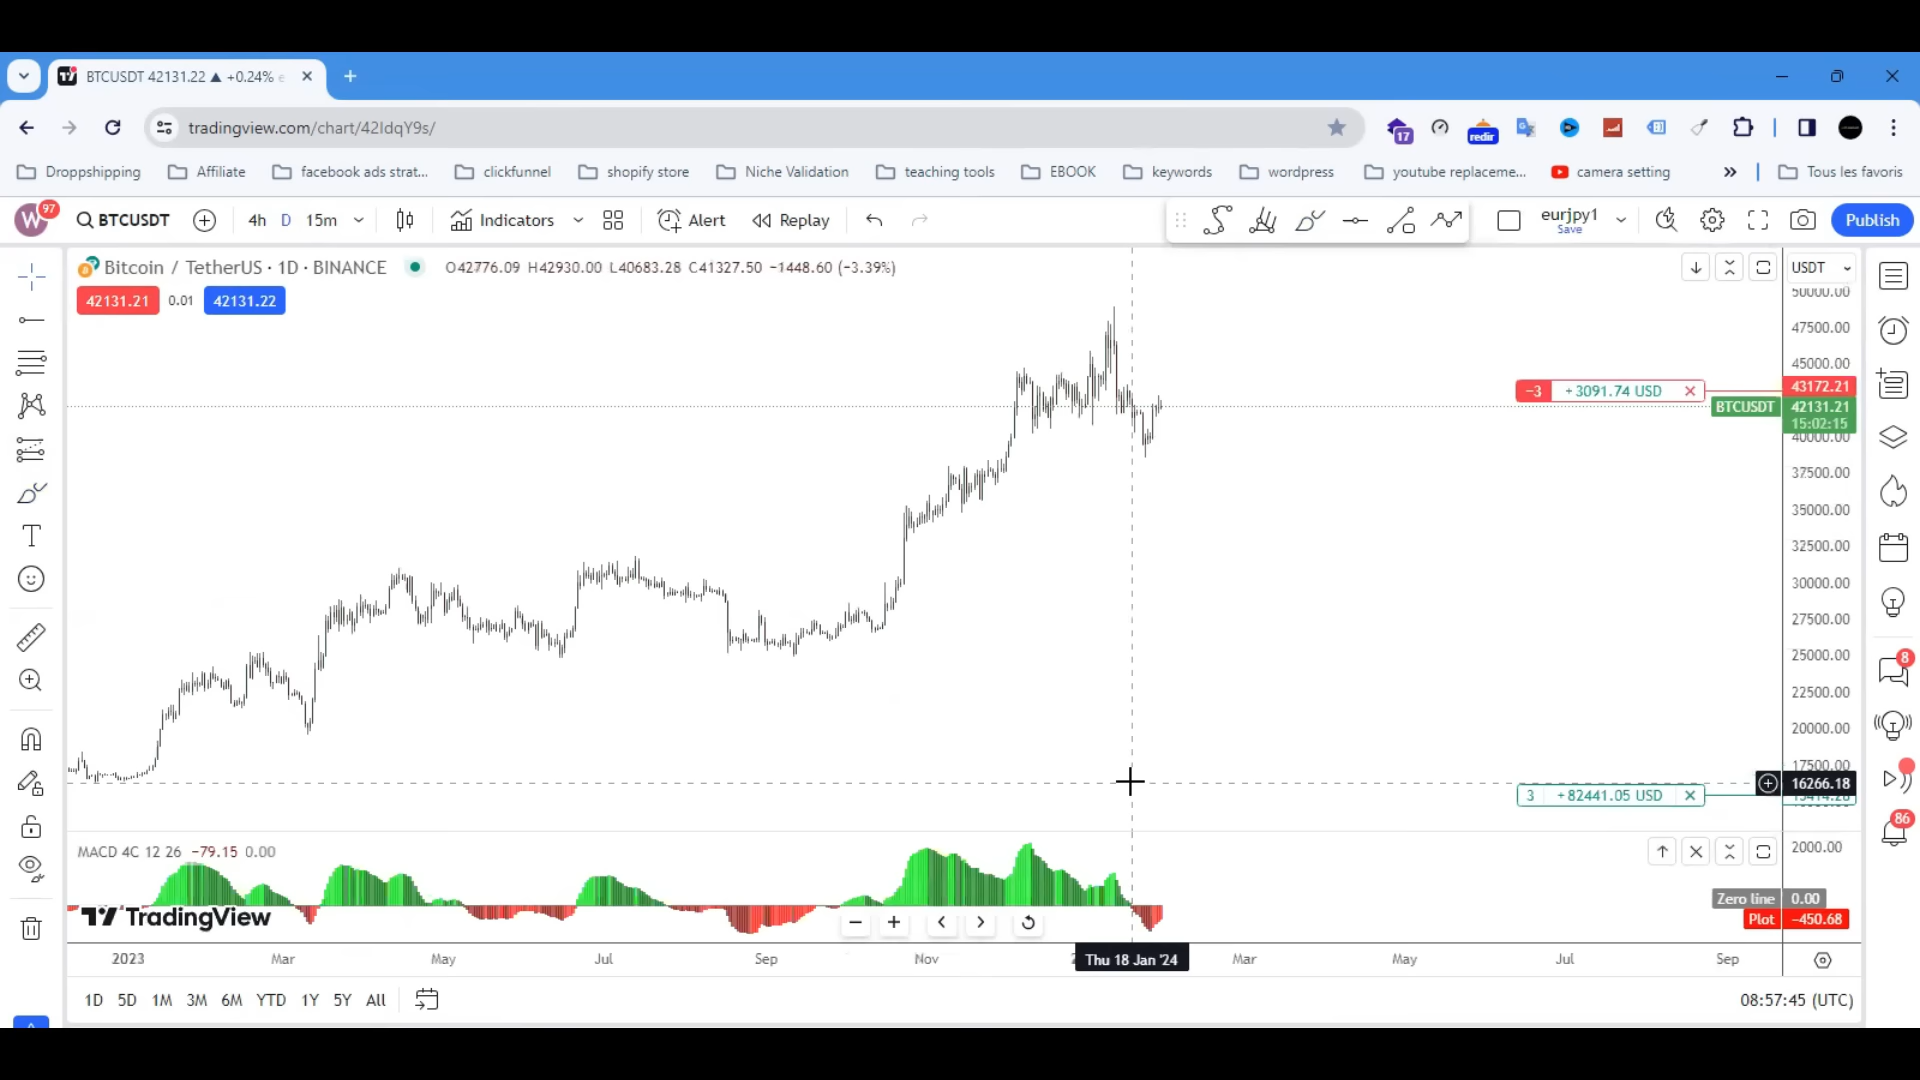 BTCUSDT 42131.22 ▲ +0.24%
tradingview.com/chart/42IdqY9s/
17
redir
Droppshipping
Affiliate
facebook ads strat...
clickfunnel
shopify store
Niche Validation
teaching tools
EBOOK
keywords
wordpress
youtube replaceme...
camera setting
Tous les favoris
W
97
BTCUSDT
4h
D
15m
Indicators
Alert
Replay
eurjpy1
Save
Publish
Bitcoin / TetherUS · 1D · BINANCE
O42776.09 H42930.00 L40683.28 C41327.50 −1448.60 (−3.39%)
USDT
42131.21
0.01
42131.22
50000.00
47500.00
45000.00
−3 +3091.74 USD
43172.21
BTCUSDT
42131.21
15:02:15
40000.00
37500.00
35000.00
32500.00
30000.00
27500.00
25000.00
22500.00
20000.00
17500.00
16266.18
3 +82441.05 USD
8
86
MACD 4C 12 26 −79.15 0.00
2000.00
Zero line 0.00
Plot −450.68
TradingView
2023
Mar
May
Jul
Sep
Nov
Thu 18 Jan '24
Mar
May
Jul
Sep
1D
5D
1M
3M
6M
YTD
1Y
5Y
All
08:57:45 (UTC)